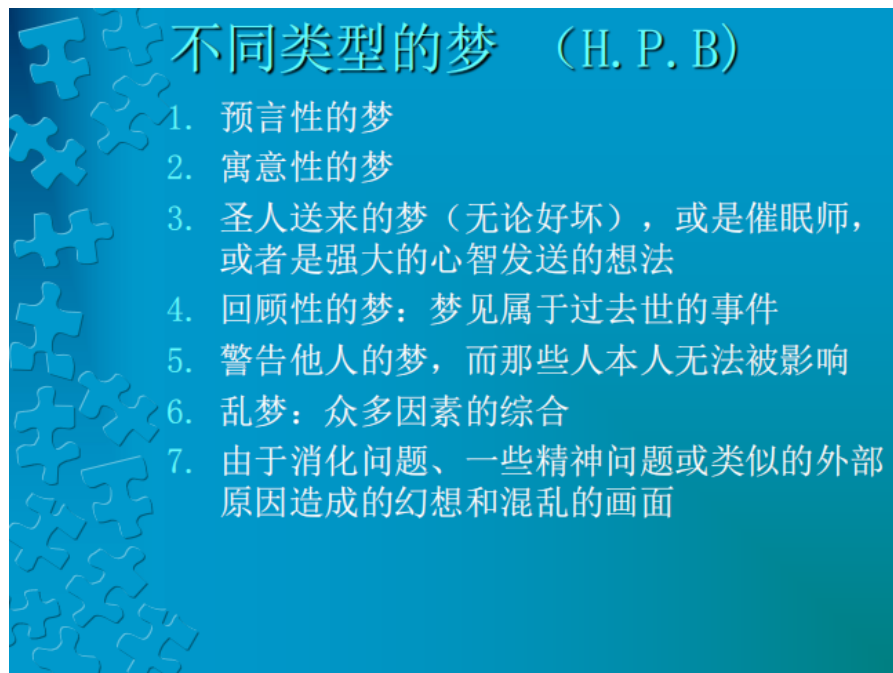 不同类型的梦 （H.P.B)
1. 预言性的梦
2. 寓意性的梦
3. 圣人送来的梦（无论好坏），或是催眠师，
或者是强大的心智发送的想法
4. 回顾性的梦：梦见属于过去世的事件
5. 警告他人的梦，而那些人本人无法被影响
6. 乱梦：众多因素的综合
7. 由于消化问题、一些精神问题或类似的外部
原因造成的幻想和混乱的画面